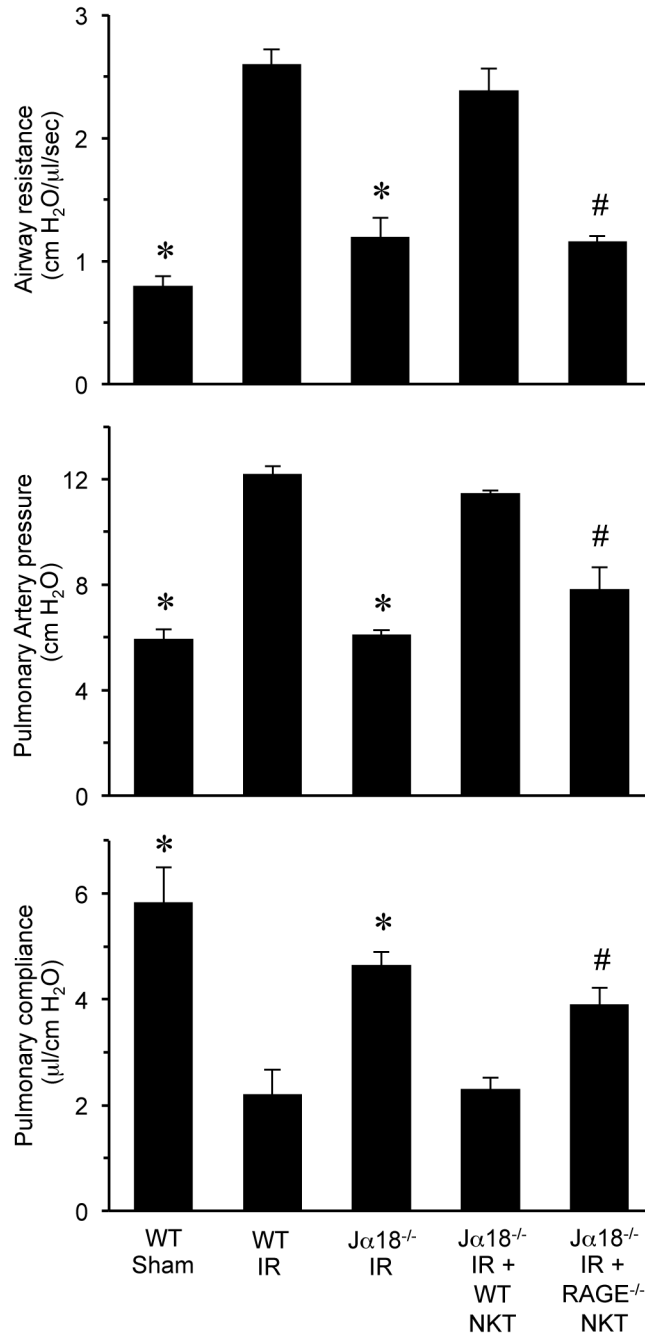 Airway resistance
(cm H₂O/μl/sec)
3
2
1
0
*
*
#
Pulmonary Artery pressure
(cm H₂O)
12
8
4
0
*
*
#
Pulmonary compliance
(μl/cm H₂O)
6
4
2
0
*
*
#
WT
Sham
WT
IR
Jα18⁻/⁻
IR
Jα18⁻/⁻
IR +
WT
NKT
Jα18⁻/⁻
IR +
RAGE⁻/⁻
NKT